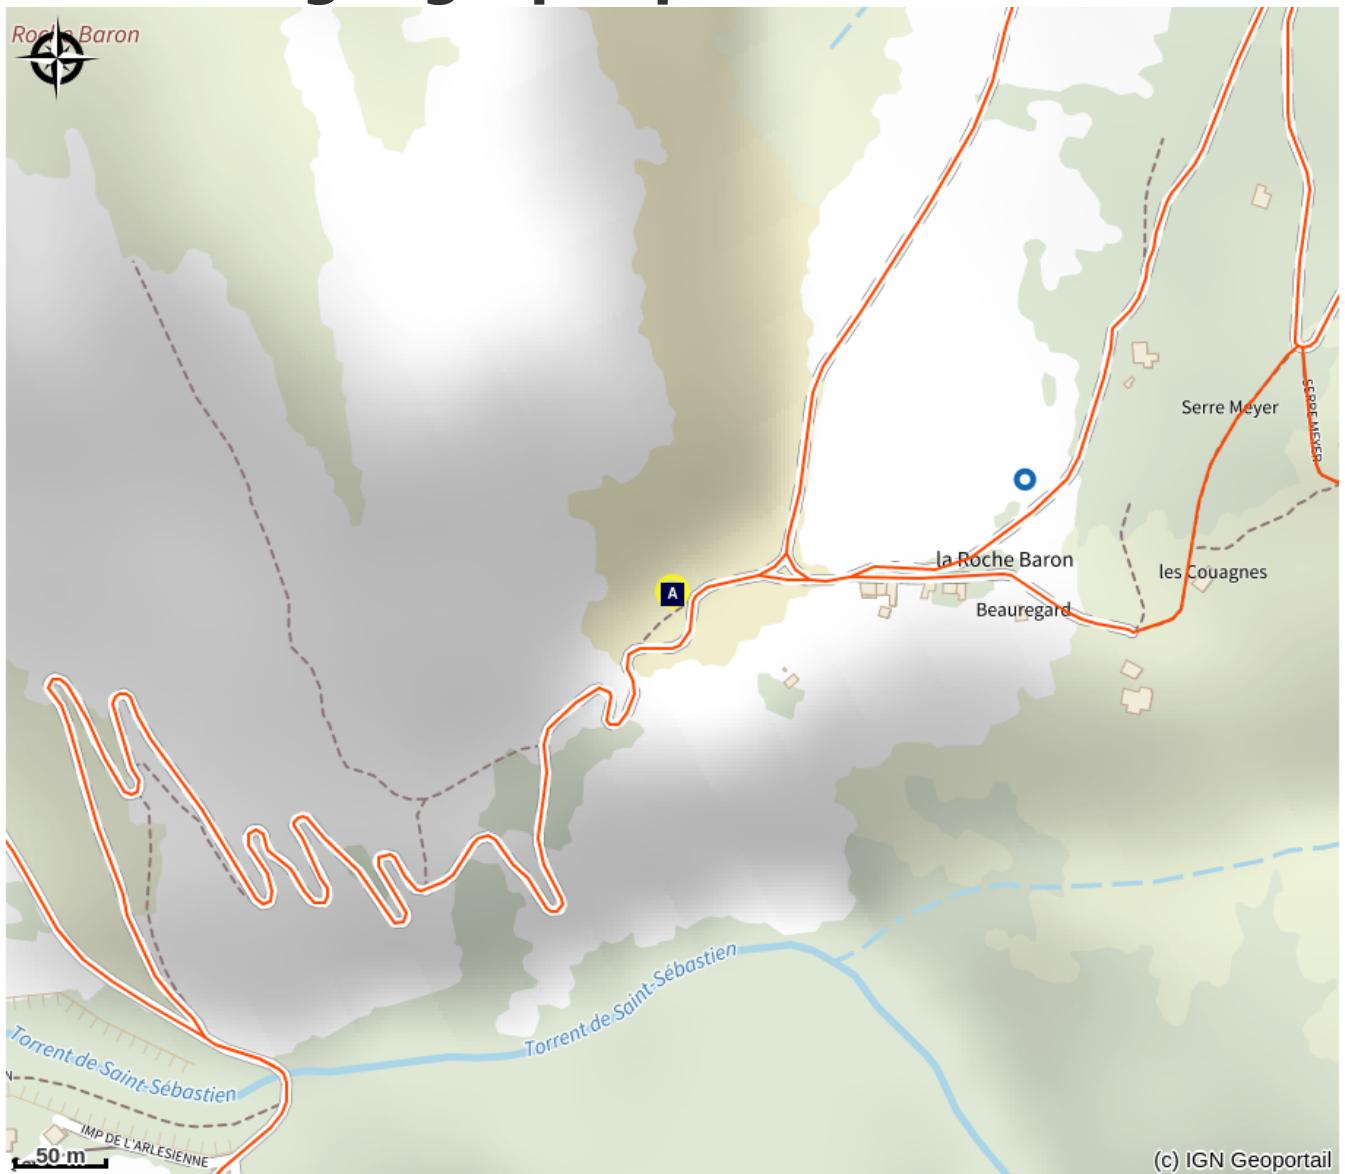 Roche Baron
Serre Meyer
SERRE MEYER
la Roche Baron
les Couagnes
Beauregard
A
Torrent de Saint-Sébastien
Torrent de Saint-Sébastien
N
IMP DE L'ARLESIENNE
50 m
(c) IGN Geoportail